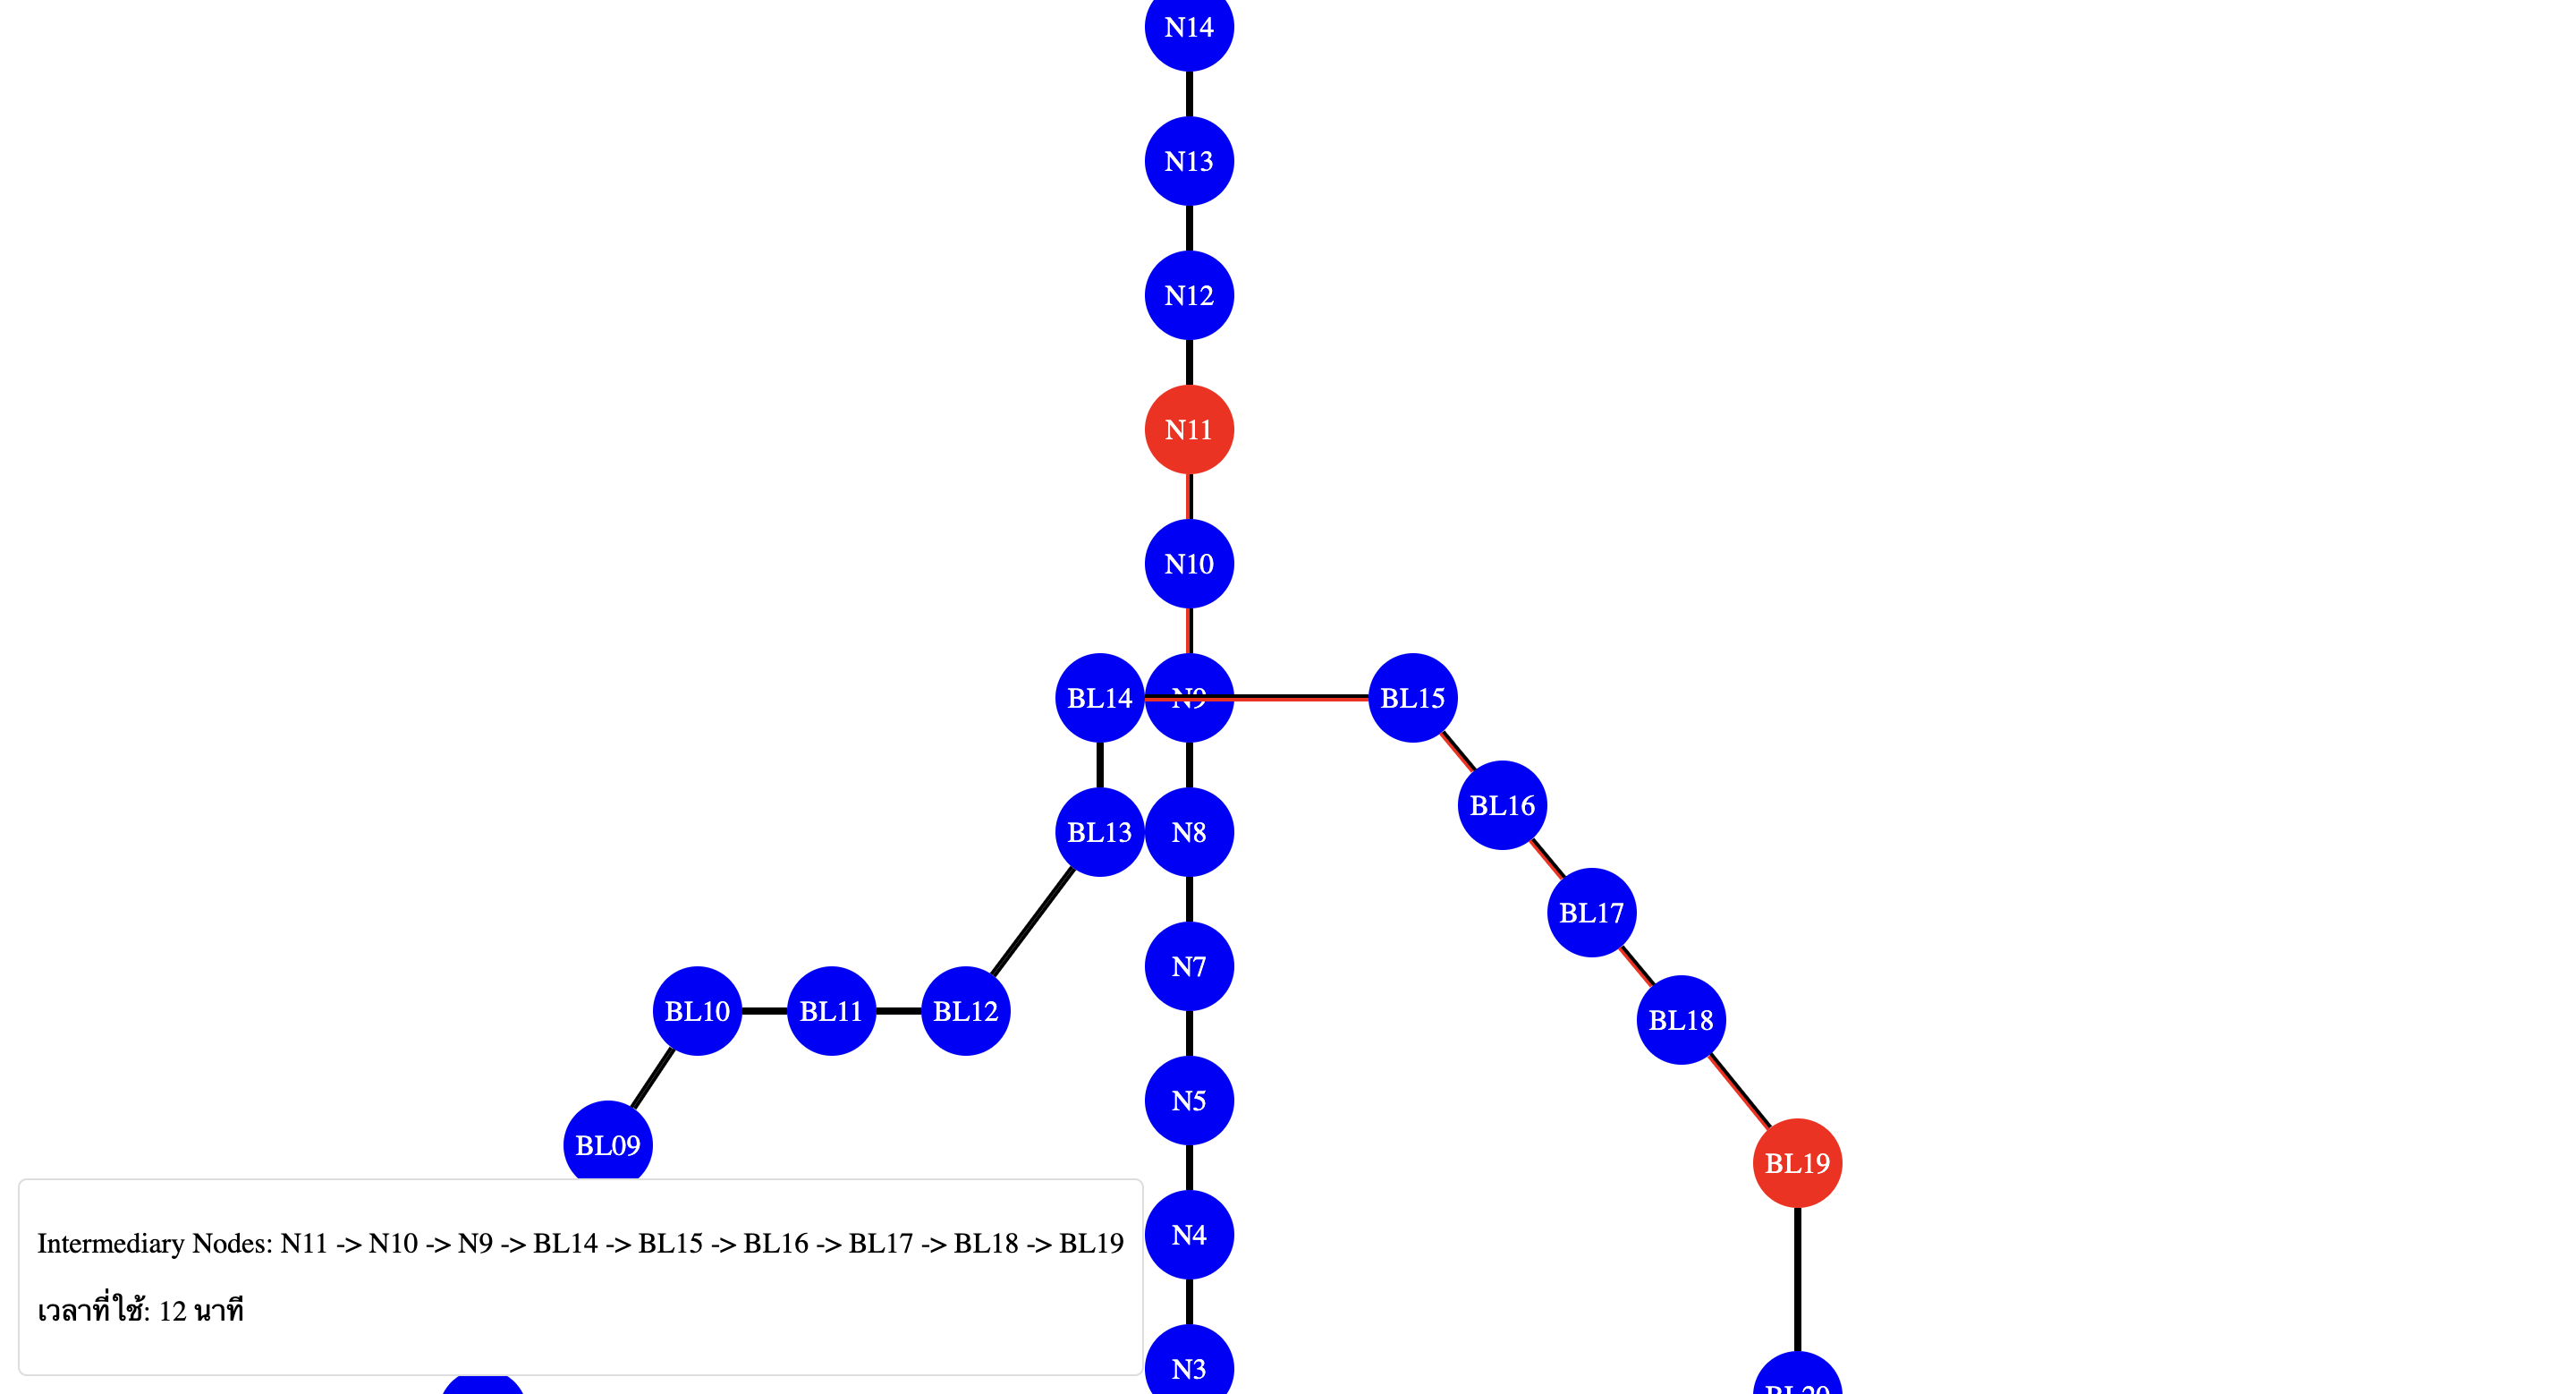 N14
N13
N12
N11
N10
BL14
N9
BL15
BL16
BL13
N8
BL17
N7
BL10
BL11
BL12
BL18
N5
BL09
BL19
N4
Intermediary Nodes: N11 -> N10 -> N9 -> BL14 -> BL15 -> BL16 -> BL17 -> BL18 -> BL19
เวลาที่ใช้: 12 นาที
N3
BL20